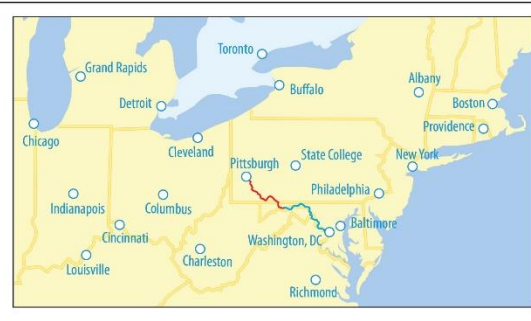 Toronto
Grand Rapids
Buffalo
Albany
Detroit
Boston
Providence
Chicago
Cleveland
State College
New York
Pittsburgh
Philadelphia
Indianapois
Columbus
Baltimore
Cincinnati
Washington, DC
Charleston
Louisville
Richmond